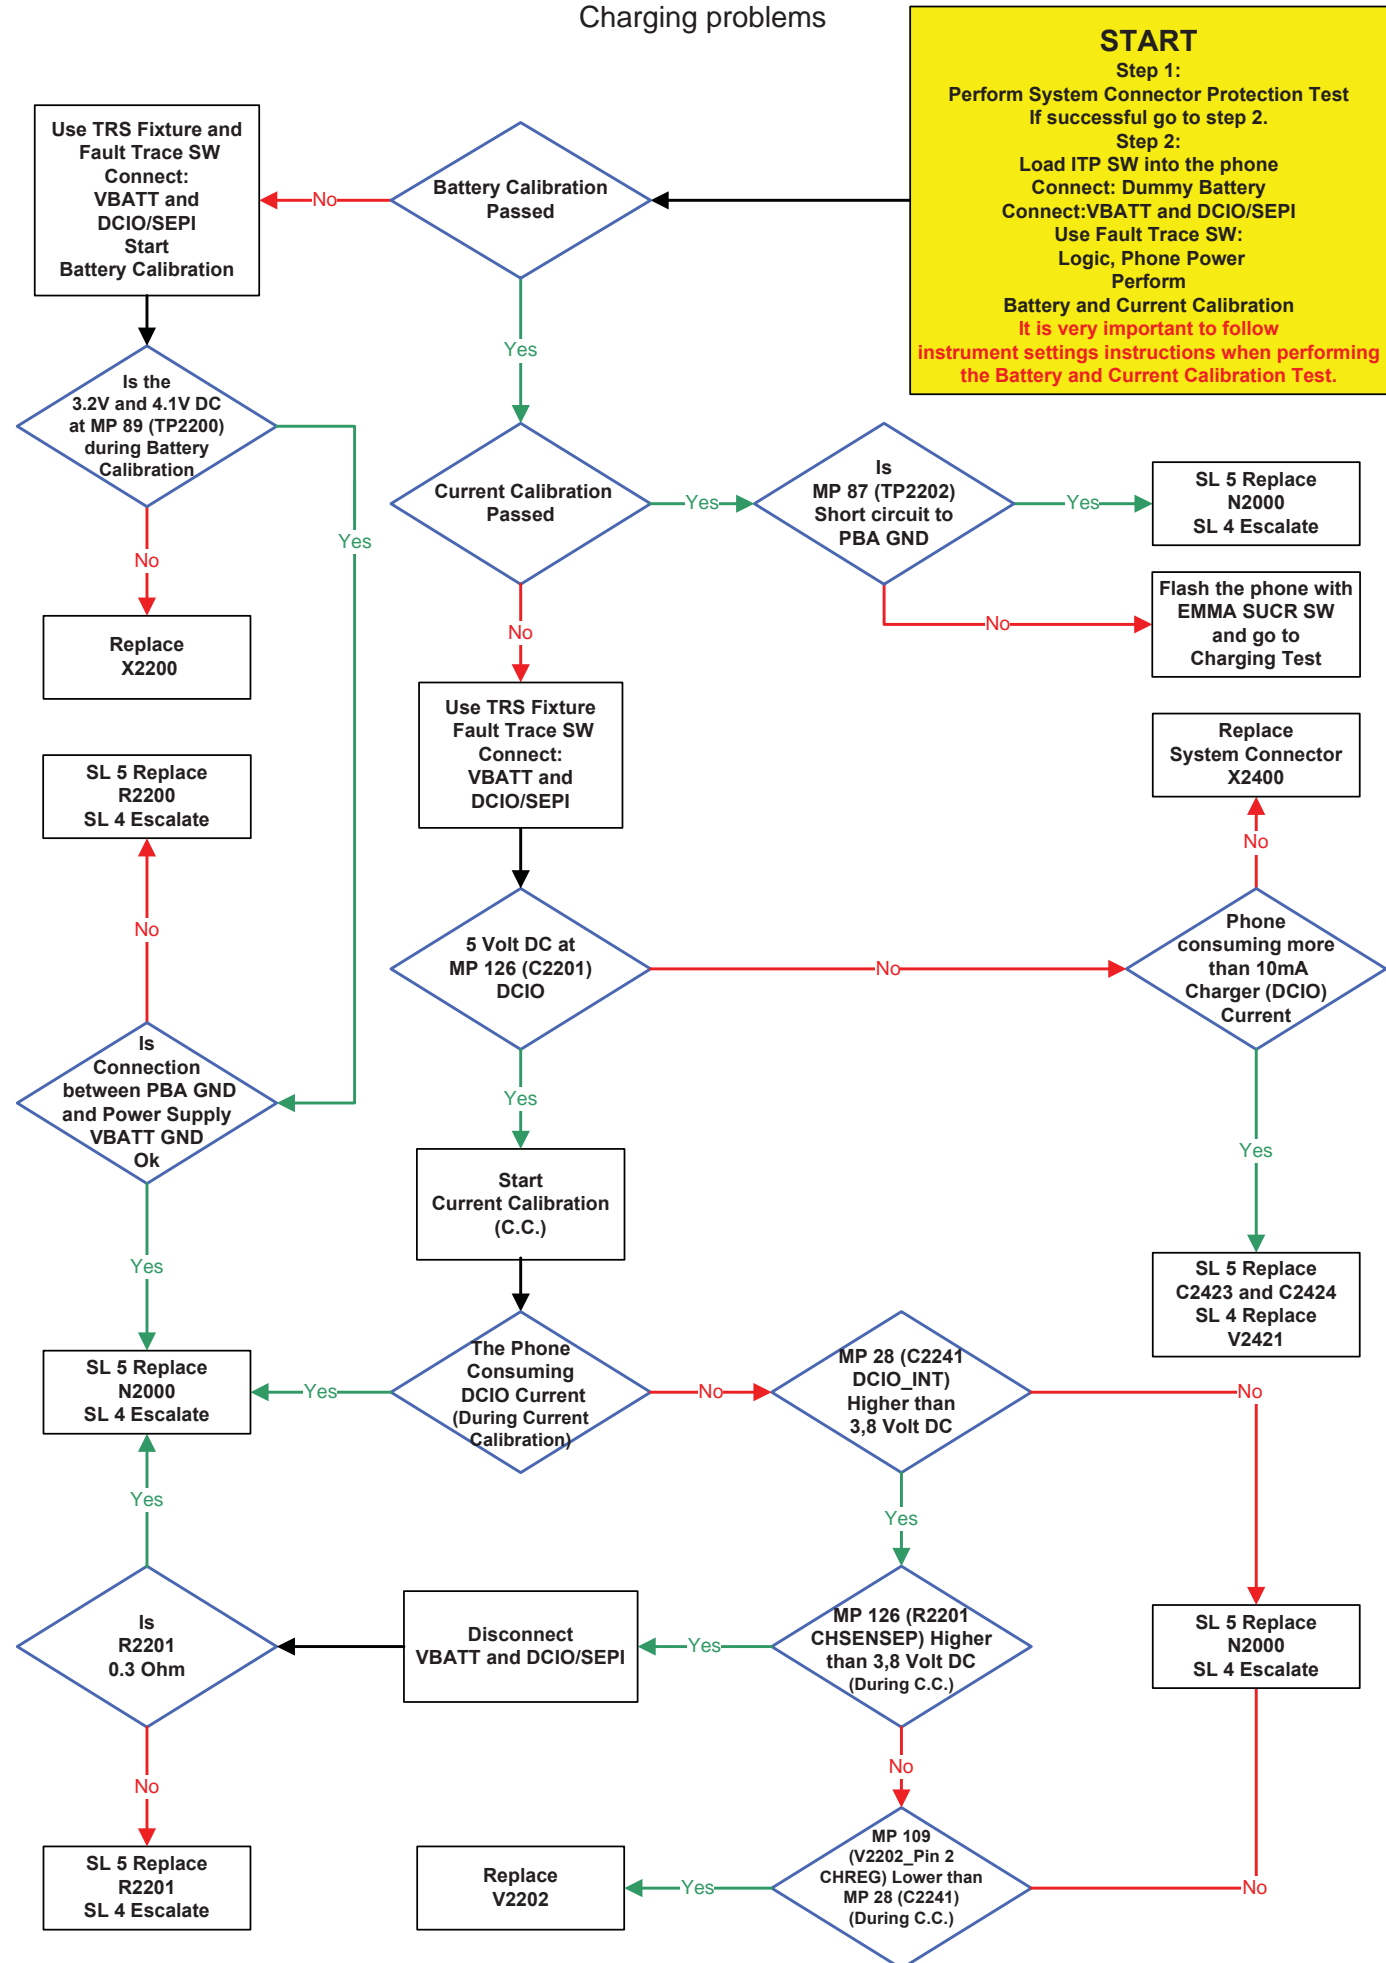 Charging problems
START
Step 1:
Perform System Connector Protection Test
If successful go to step 2.
Step 2:
Load ITP SW into the phone
Connect: Dummy Battery
Connect:VBATT and DCIO/SEPI
Use Fault Trace SW:
Logic, Phone Power
Perform
Battery and Current Calibration
It is very important to follow
instrument settings instructions when performing
the Battery and Current Calibration Test.
Use TRS Fixture and
Fault Trace SW
Connect:
VBATT and
DCIO/SEPI
Start
Battery Calibration
No
Battery Calibration
Passed
Yes
Is the
3.2V and 4.1V DC
at MP 89 (TP2200)
during Battery
Calibration
Yes
No
Replace
X2200
Current Calibration
Passed
Yes
Is
MP 87 (TP2202)
Short circuit to
PBA GND
Yes
SL 5 Replace
N2000
SL 4 Escalate
No
Flash the phone with
EMMA SUCR SW
and go to
Charging Test
No
Use TRS Fixture
Fault Trace SW
Connect:
VBATT and
DCIO/SEPI
Replace
System Connector
X2400
No
SL 5 Replace
R2200
SL 4 Escalate
No
5 Volt DC at
MP 126 (C2201)
DCIO
No
Phone
consuming more
than 10mA
Charger (DCIO)
Current
Yes
Is
Connection
between PBA GND
and Power Supply
VBATT GND
Ok
Yes
Yes
Start
Current Calibration
(C.C.)
SL 5 Replace
C2423 and C2424
SL 4 Replace
V2421
SL 5 Replace
N2000
SL 4 Escalate
Yes
The Phone
Consuming
DCIO Current
(During Current
Calibration)
No
MP 28 (C2241
DCIO_INT)
Higher than
3,8 Volt DC
No
Yes
Yes
Is
R2201
0.3 Ohm
Disconnect
VBATT and DCIO/SEPI
Yes
MP 126 (R2201
CHSENSEP) Higher
than 3,8 Volt DC
(During C.C.)
SL 5 Replace
N2000
SL 4 Escalate
No
No
SL 5 Replace
R2201
SL 4 Escalate
Replace
V2202
Yes
MP 109
(V2202_Pin 2
CHREG) Lower than
MP 28 (C2241)
(During C.C.)
No